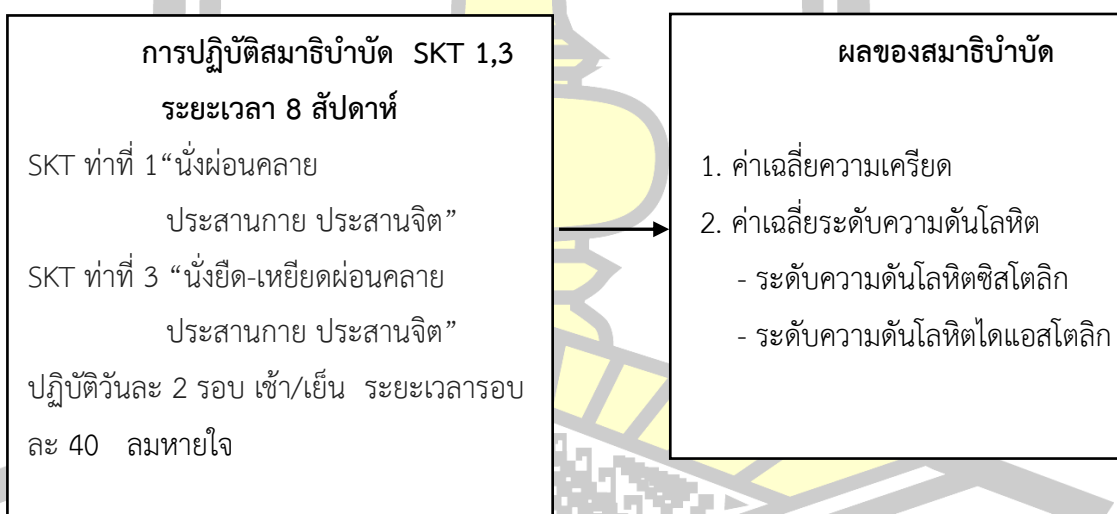 การปฏิบัติสมาธิบำบัด SKT 1,3
ระยะเวลา 8 สัปดาห์
SKT ท่าที่ 1“นั่งผ่อนคลาย
ประสานกาย ประสานจิต”
SKT ท่าที่ 3 “นั่งยืด-เหยียดผ่อนคลาย
ประสานกาย ประสานจิต”
ปฏิบัติวันละ 2 รอบ เช้า/เย็น ระยะเวลารอบ
ละ 40 ลมหายใจ
ผลของสมาธิบำบัด
1. ค่าเฉลี่ยความเครียด
2. ค่าเฉลี่ยระดับความดันโลหิต
- ระดับความดันโลหิตซิสโตลิก
- ระดับความดันโลหิตไดแอสโตลิก